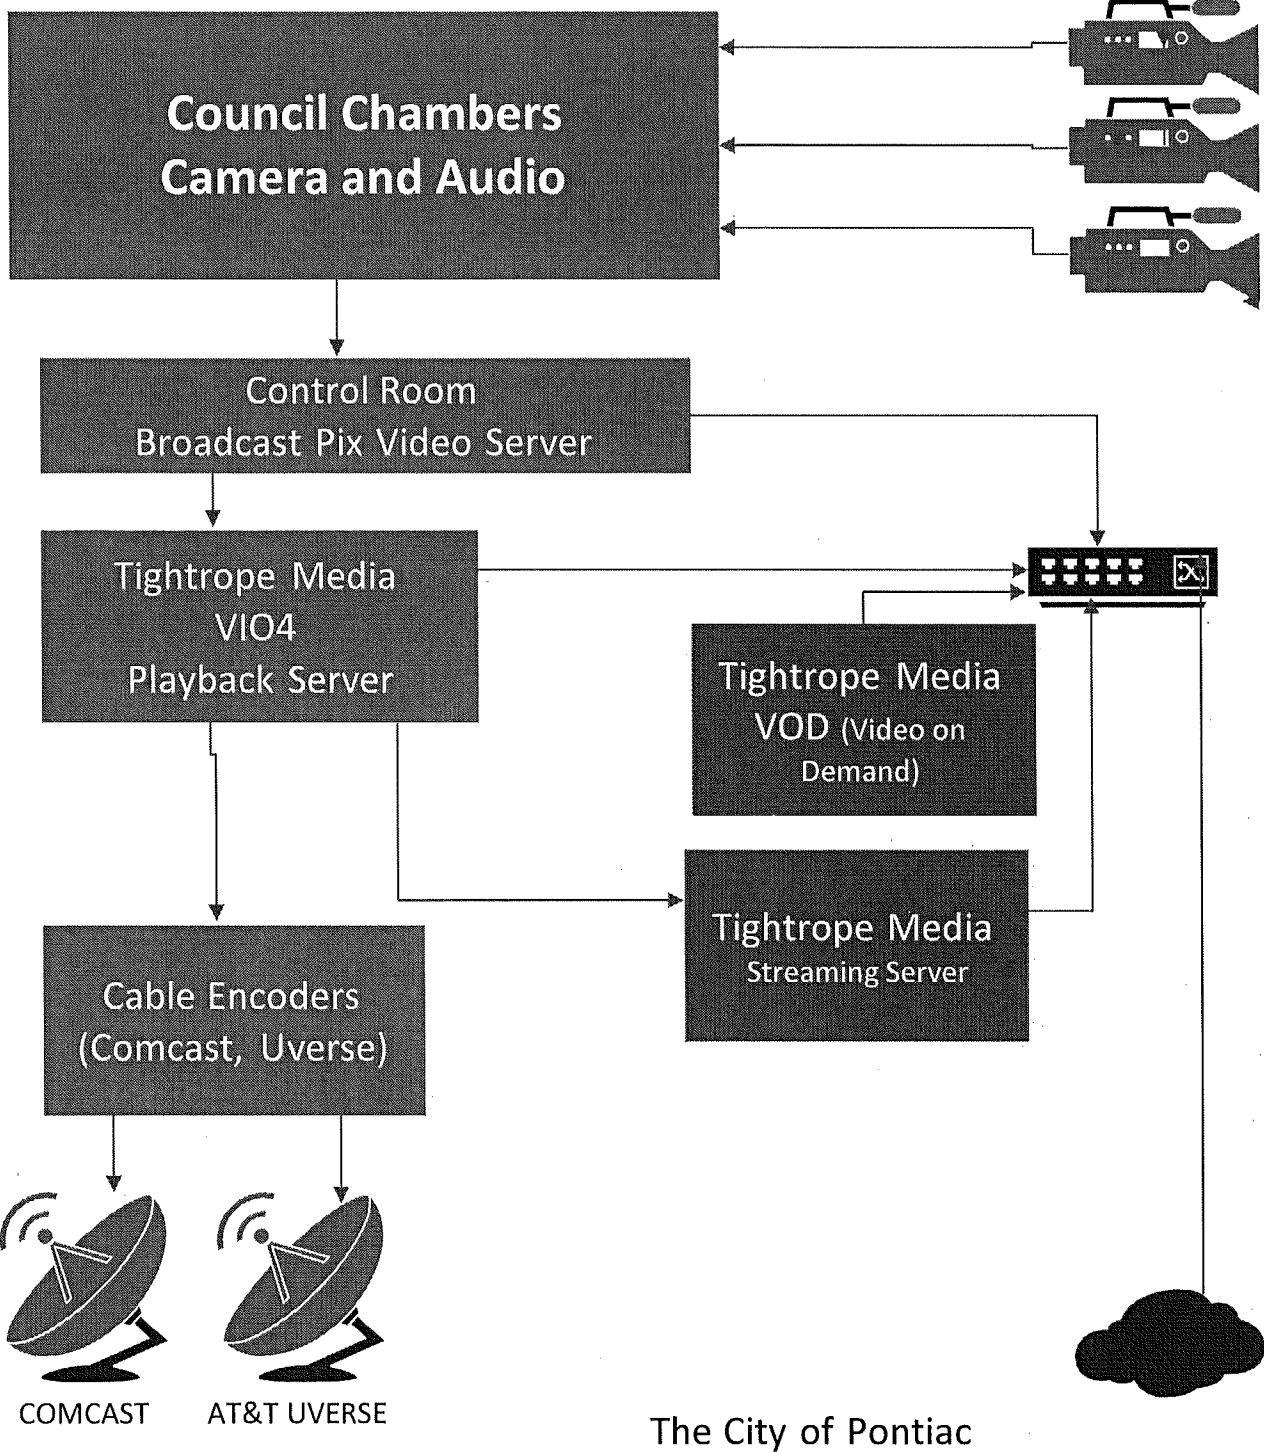 Council Chambers
Camera and Audio
Control Room
Broadcast Pix Video Server
Tightrope Media
VIO4
Playback Server
Tightrope Media
VOD (Video on
Demand)
Tightrope Media
Streaming Server
Cable Encoders
(Comcast, Uverse)
COMCAST
AT&T UVERSE
The City of Pontiac